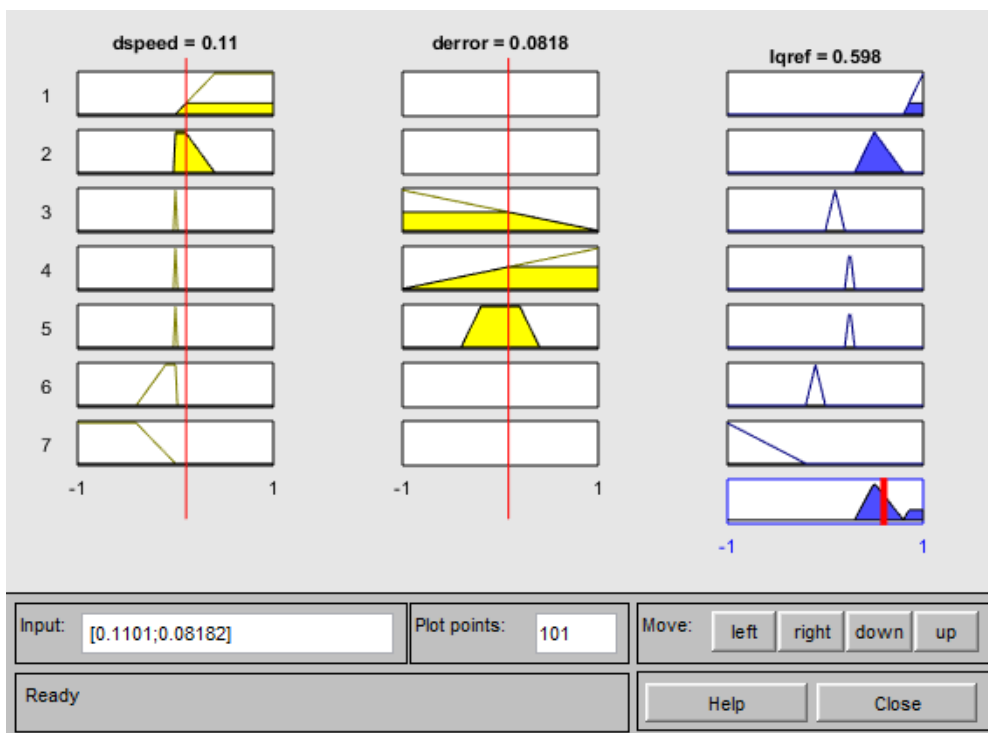 dspeed = 0.11 derror = 0.0818 Iqref = 0.598
1
2
3
4
5
6
7
-1 1 -1 1
-1 1
Input: [0.1101;0.08182] Plot points: 101 Move: left right down up
Ready Help Close